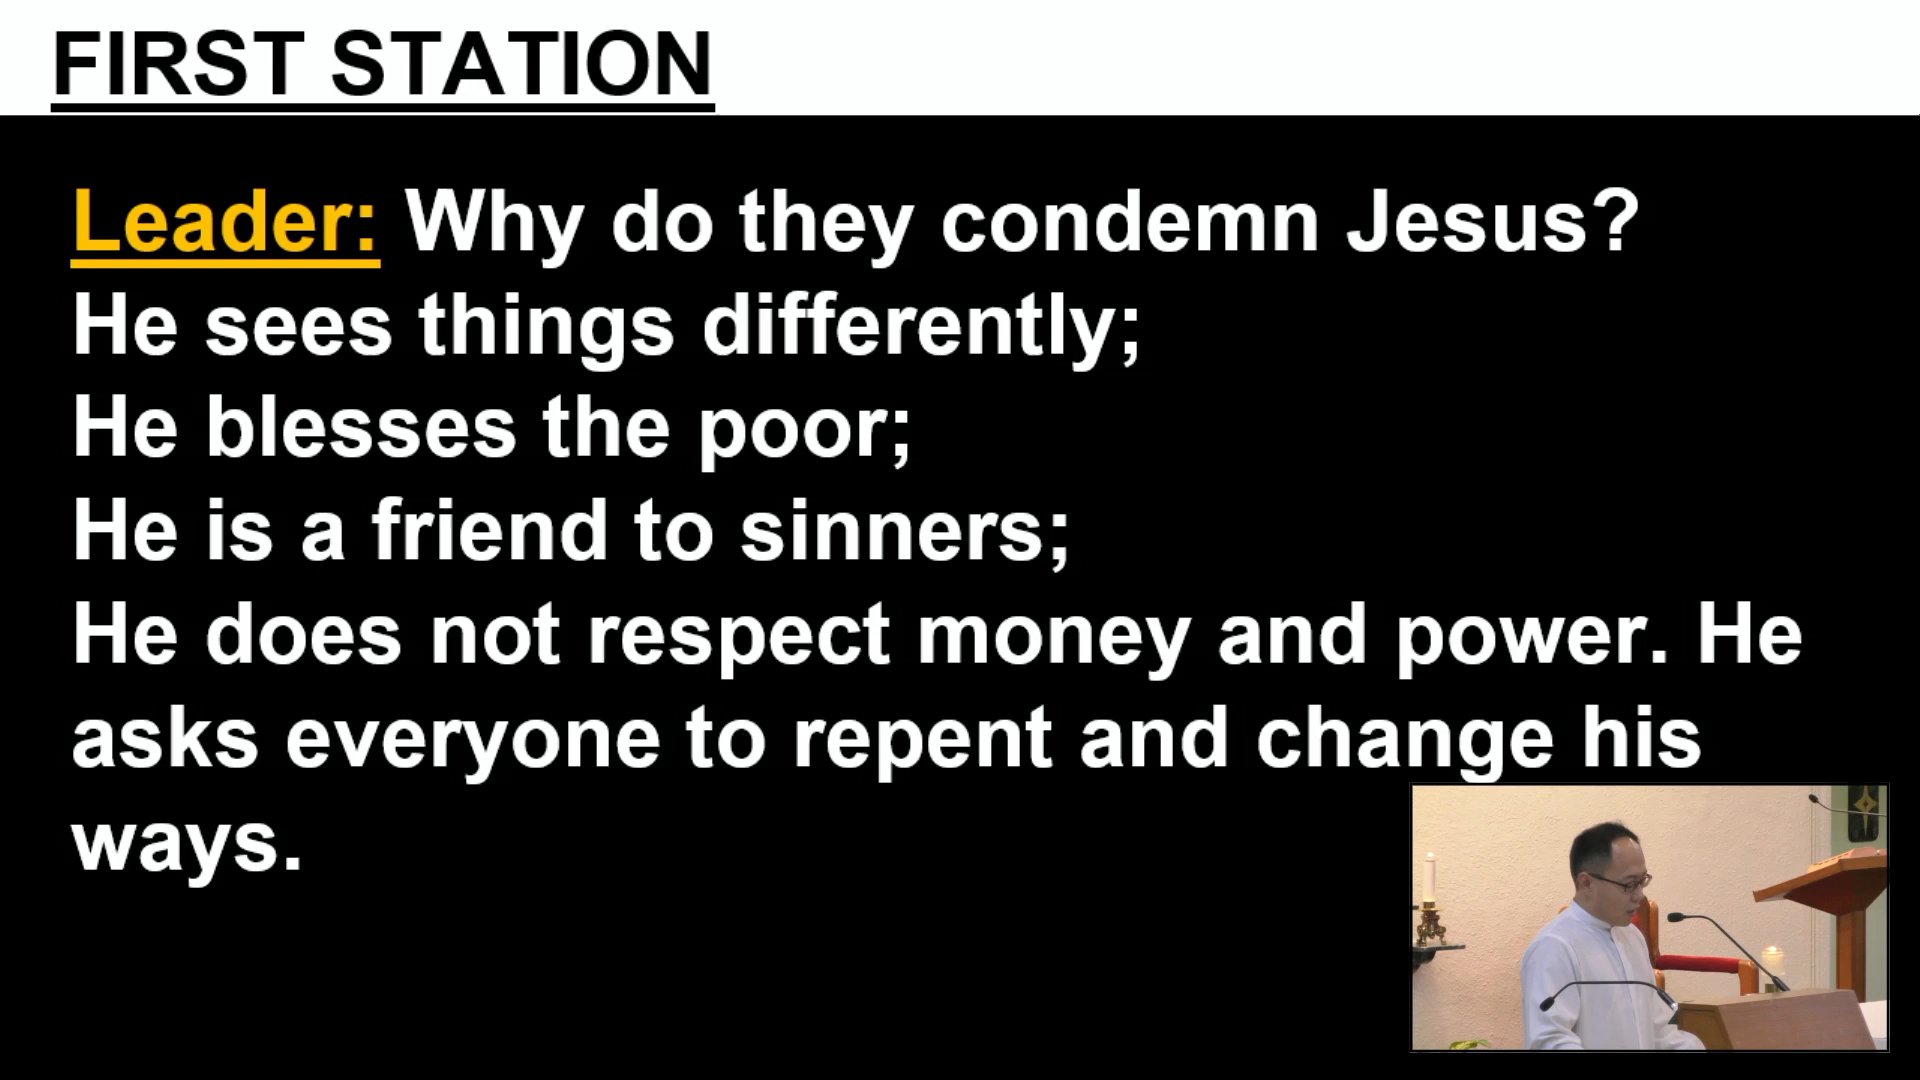 FIRST STATION
Leader: Why do they condemn Jesus?
He sees things differently;
He blesses the poor;
He is a friend to sinners;
He does not respect money and power. He
asks everyone to repent and change his
ways.